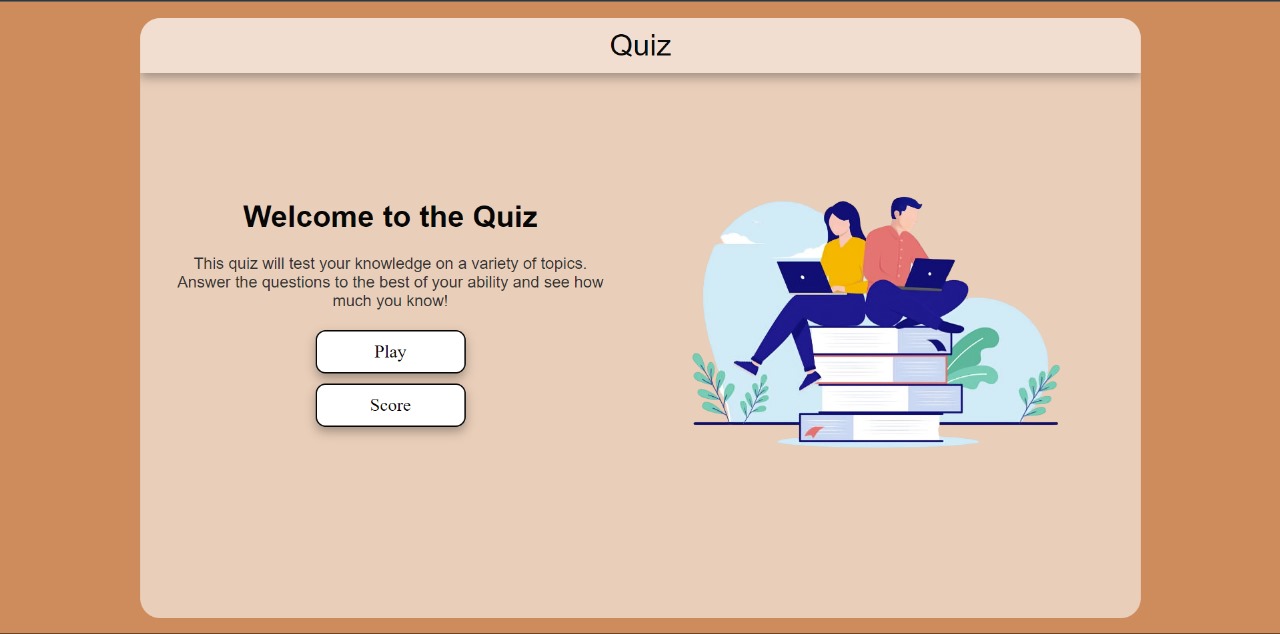 Quiz
Welcome to the Quiz
This quiz will test your knowledge on a variety of topics.
Answer the questions to the best of your ability and see how
much you know!
Play
Score